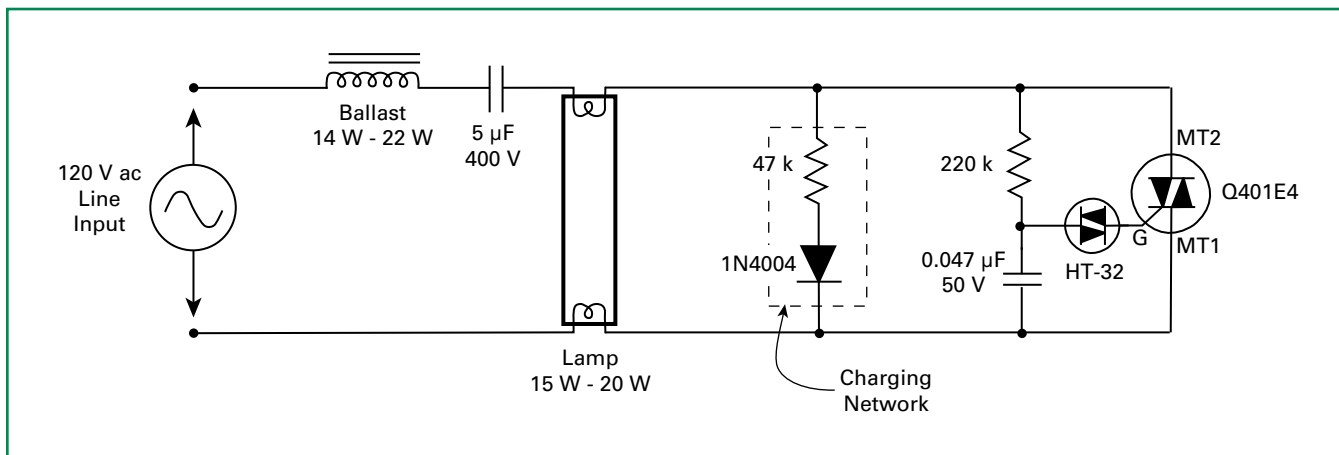 120 V ac
Line
Input
Ballast
14 W - 22 W
5 µF
400 V
Lamp
15 W - 20 W
47 k
1N4004
Charging
Network
220 k
0.047 µF
50 V
HT-32
G
MT2
Q401E4
MT1